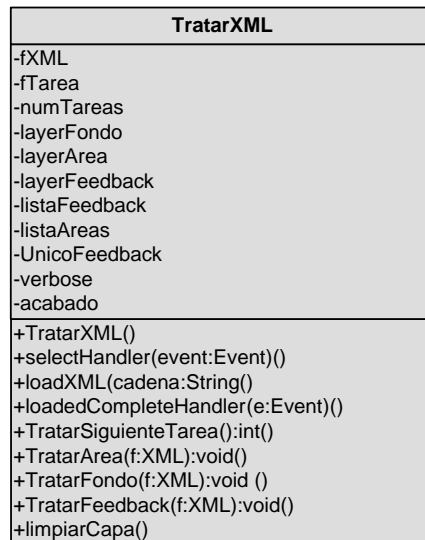 TratarXML
-fXML
-fTarea
-numTareas
-layerFondo
-layerArea
-layerFeedback
-listaFeedback
-listaAreas
-UnicoFeedback
-verbose
-acabado
+TratarXML()
+selectHandler(event:Event)()
+loadXML(cadena:String()
+loadedCompleteHandler(e:Event)()
+TratarSiguienteTarea():int()
+TratarArea(f:XML):void()
+TratarFondo(f:XML):void ()
+TratarFeedback(f:XML):void()
+limpiarCapa()